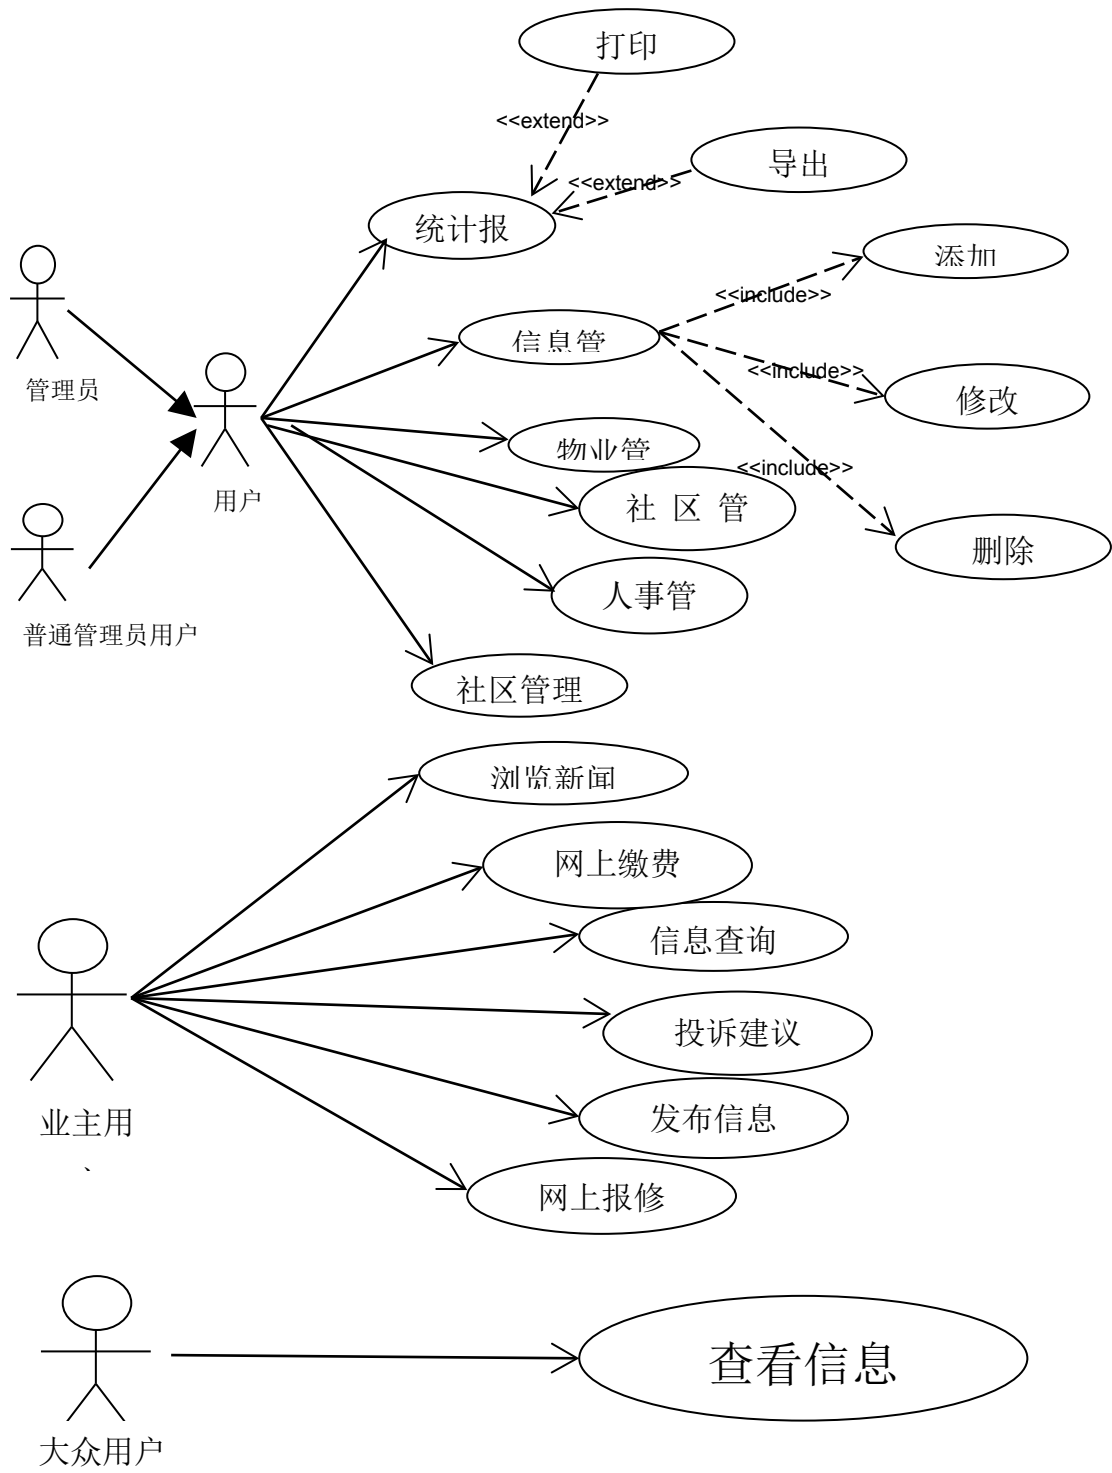 打印
<<extend>>
导出
<<extend>>
统计报
添加
<<include>>
信息管
管理员
<<include>>
修改
物业管
<<include>>
用户
社 区 管
删除
人事管
普通管理员用户
社区管理
浏览新闻
网上缴费
信息查询
投诉建议
业主用
发布信息
网上报修
查看信息
大众用户